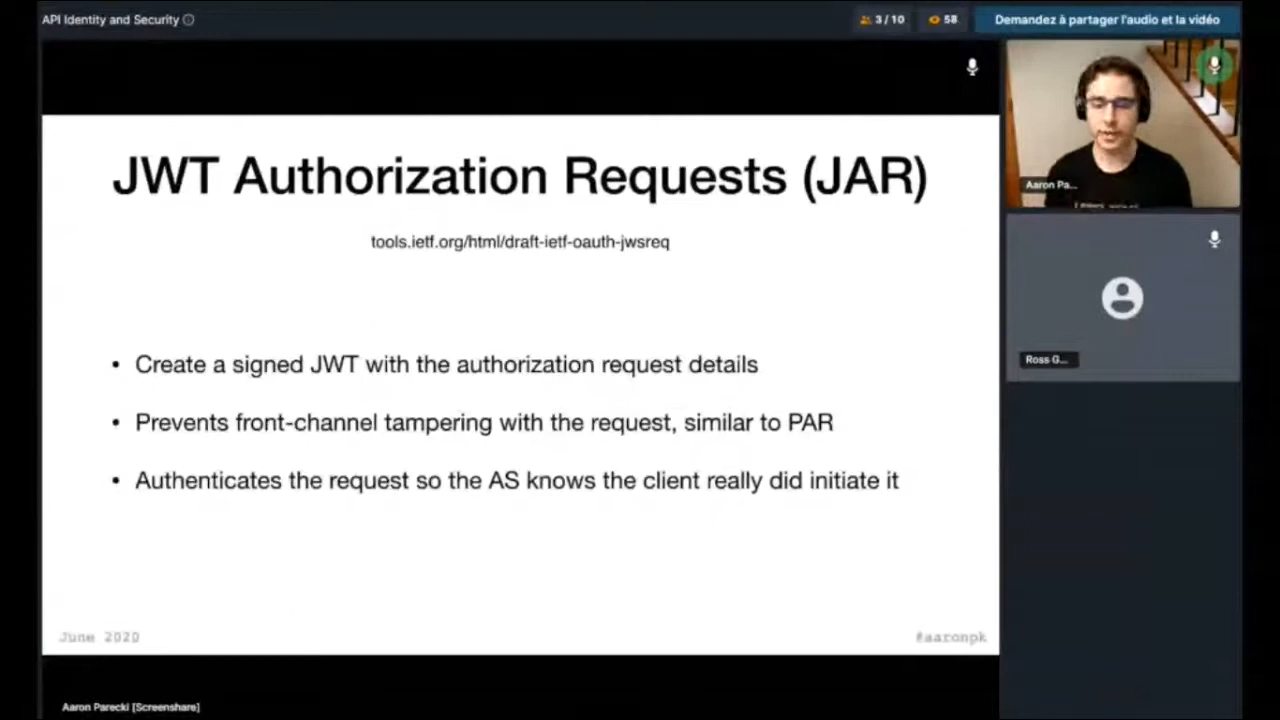 API Identity and Security
3 / 10
58
Demandez à partager l'audio et la vidéo
JWT Authorization Requests (JAR)
tools.ietf.org/html/draft-ietf-oauth-jwsreq
• Create a signed JWT with the authorization request details
• Prevents front-channel tampering with the request, similar to PAR
• Authenticates the request so the AS knows the client really did initiate it
June 2020
@aaronpk
Aaron Parecki [Screenshare]
Aaron Pa...
Ross G...